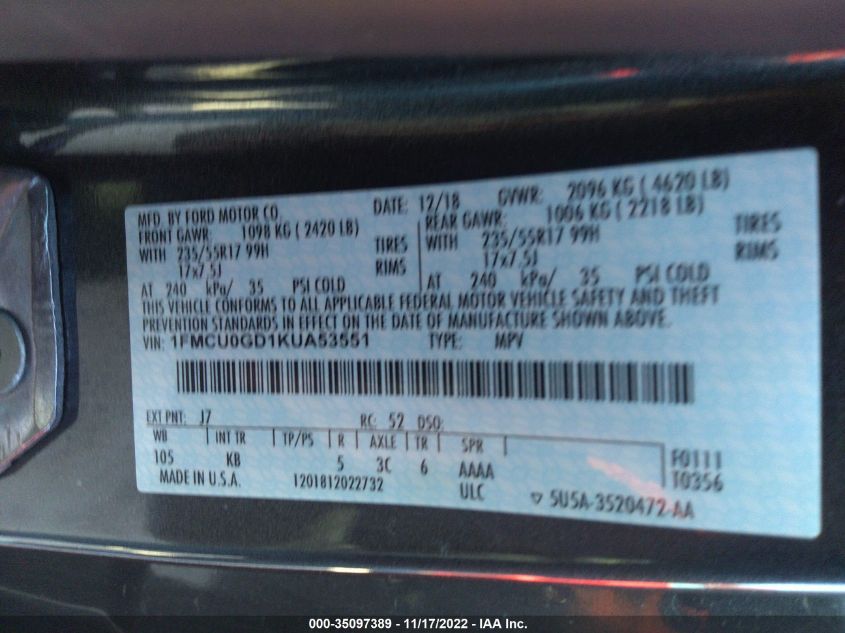 MFD. BY FORD MOTOR CO. DATE: 12/18 GVWR: 2096 KG ( 4620 LB)
FRONT GAWR: 1098 KG ( 2420 LB) REAR GAWR: 1006 KG ( 2218 LB)
WITH 235/55R17 99H TIRES WITH 235/55R17 99H TIRES
17x7.5J RIMS 17x7.5J RIMS
AT 240 kPa/ 35 PSI COLD AT 240 kPa/ 35 PSI COLD
THIS VEHICLE CONFORMS TO ALL APPLICABLE FEDERAL MOTOR VEHICLE SAFETY AND THEFT
PREVENTION STANDARDS IN EFFECT ON THE DATE OF MANUFACTURE SHOWN ABOVE.
VIN: 1FMCU0GD1KUA53551 TYPE: MPV
EXT PNT: J7 RC: 52 DSO:
WB INT TR TP/PS R AXLE TR SPR
105 KB 5 3C 6 AAAA F0111
MADE IN U.S.A. 1201812022732 ULC T0356
5U5A-3520472-AA
000-35097389 - 11/17/2022 - IAA Inc.